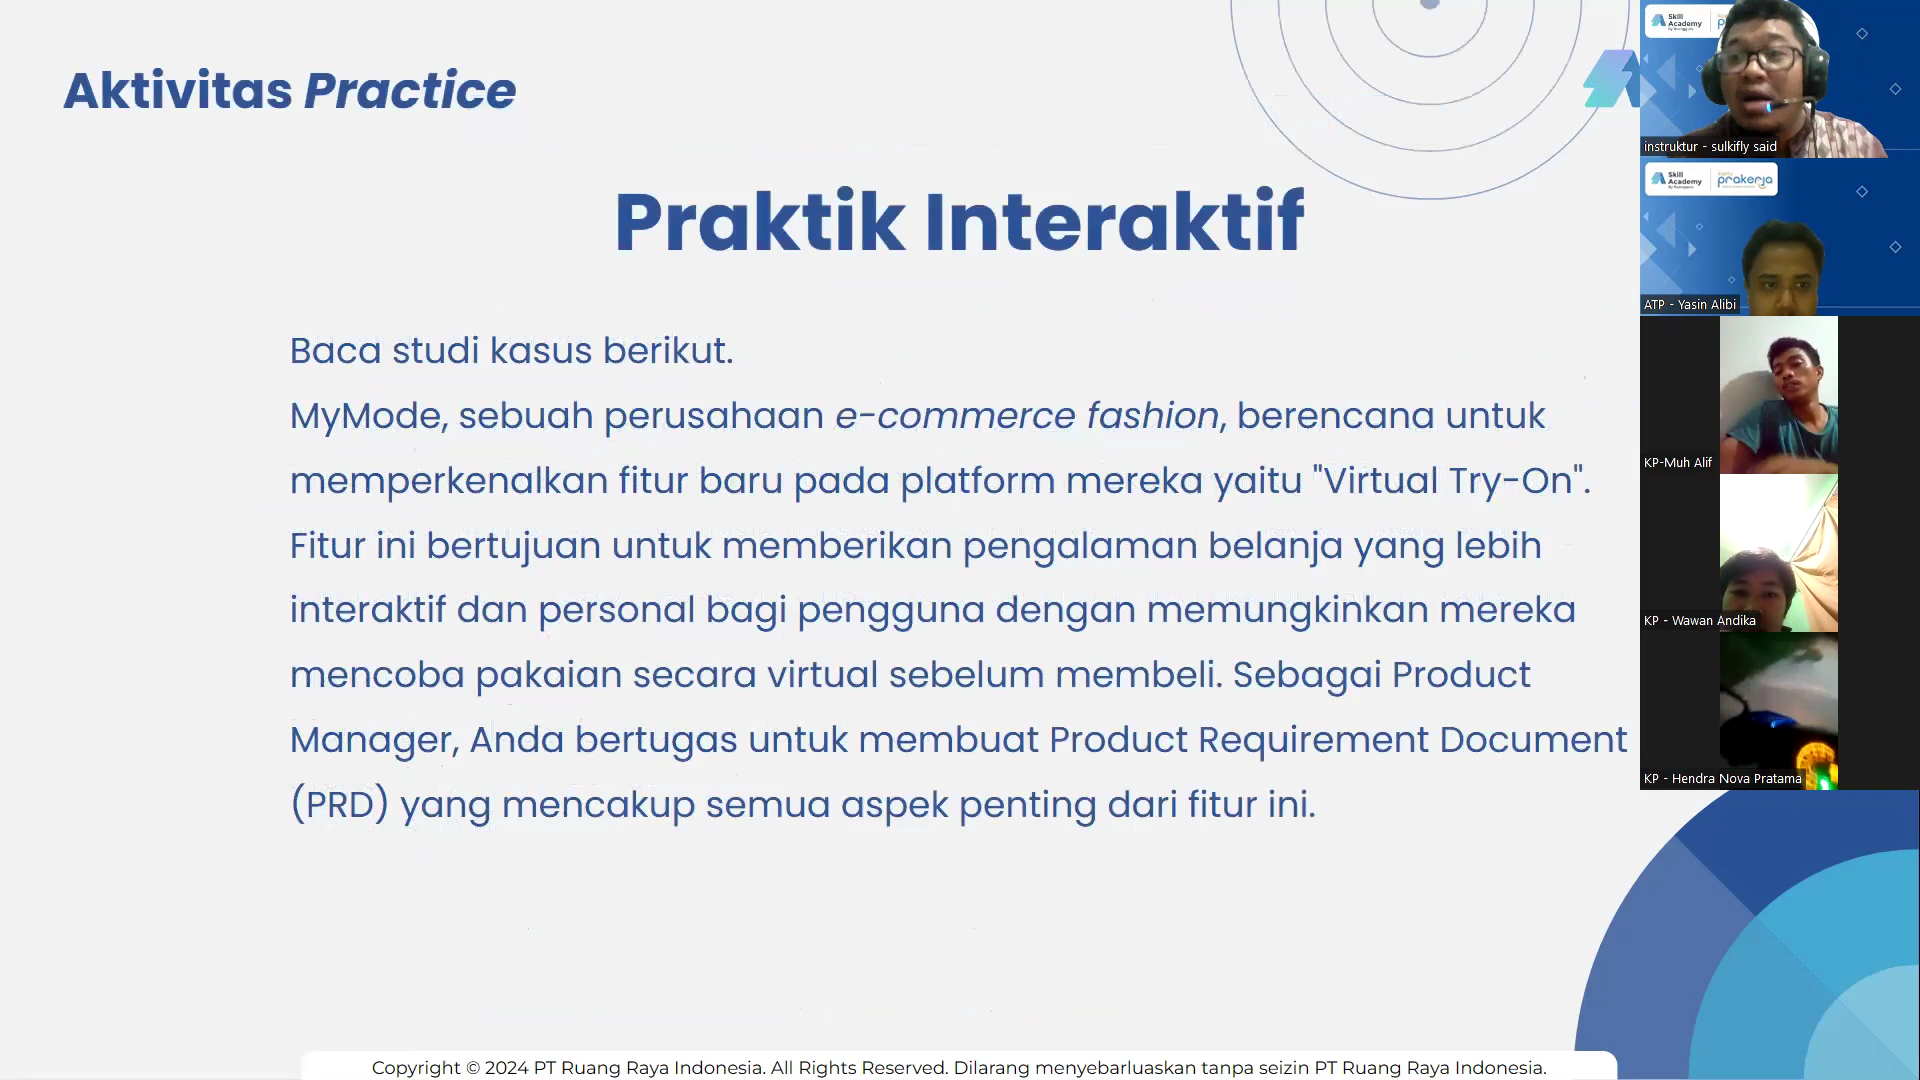 Aktivitas Practice
Praktik Interaktif
Baca studi kasus berikut.
MyMode, sebuah perusahaan e-commerce fashion, berencana untuk
memperkenalkan fitur baru pada platform mereka yaitu "Virtual Try-On".
Fitur ini bertujuan untuk memberikan pengalaman belanja yang lebih
interaktif dan personal bagi pengguna dengan memungkinkan mereka
mencoba pakaian secara virtual sebelum membeli. Sebagai Product
Manager, Anda bertugas untuk membuat Product Requirement Document
(PRD) yang mencakup semua aspek penting dari fitur ini.
Copyright © 2024 PT Ruang Raya Indonesia. All Rights Reserved. Dilarang menyebarluaskan tanpa seizin PT Ruang Raya Indonesia.
Skill
Academy
instruktur - sulkifly said
Skill
Academy
prakerja
ATP - Yasin Alibi
KP-Muh Alif
KP - Wawan Andika
KP - Hendra Nova Pratama